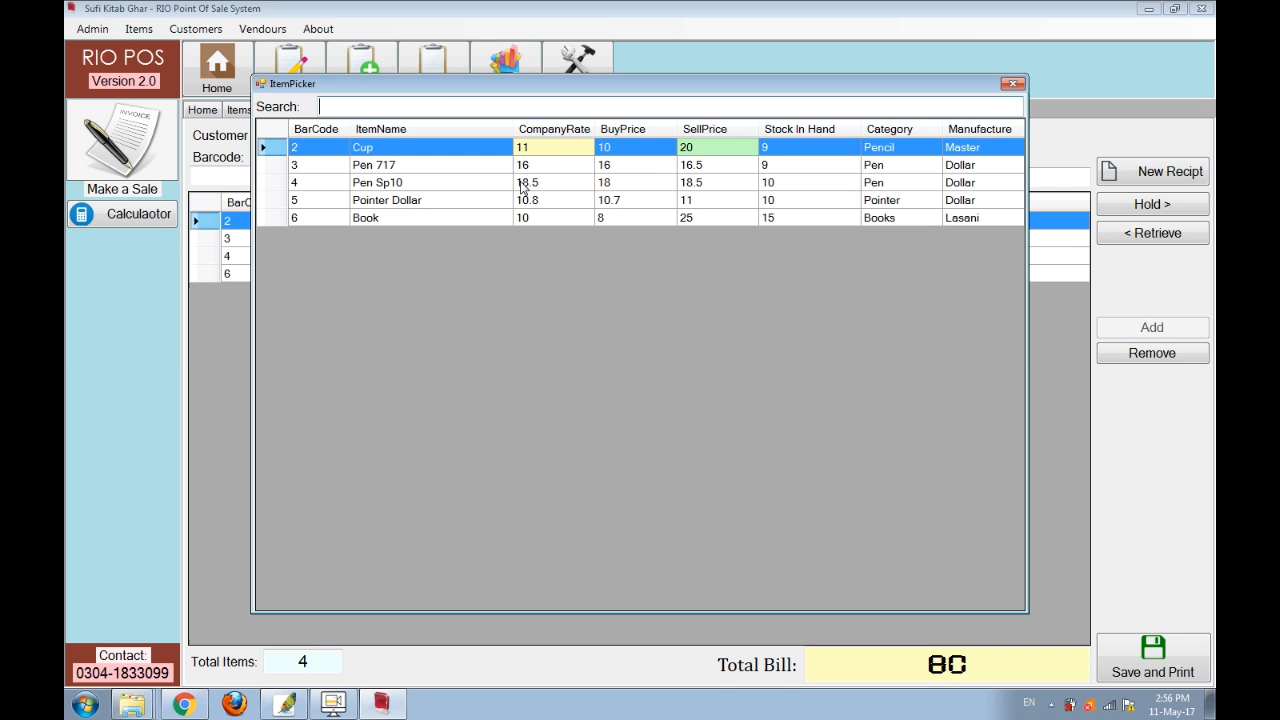 Sufi Kitab Ghar - RIO Point Of Sale System
Admin Items Customers Vendours About
RIO POS
Version 2.0
Home
INVOICE
Make a Sale
Calculaotor
Home Items
Customer
Barcode:
ItemPicker
Search:
BarCode ItemName CompanyRate BuyPrice SellPrice Stock In Hand Category Manufacture
2 Cup 11 10 20 9 Pencil Master
3 Pen 717 16 16 16.5 9 Pen Dollar
4 Pen Sp10 18.5 18 18.5 10 Pen Dollar
5 Pointer Dollar 10.8 10.7 11 10 Pointer Dollar
6 Book 10 8 25 15 Books Lasani
2
3
4
6
New Recipt
Hold >
< Retrieve
Add
Remove
Save and Print
Total Items: 4 Total Bill: 80
Contact:
0304-1833099
EN 2:56 PM
11-May-17